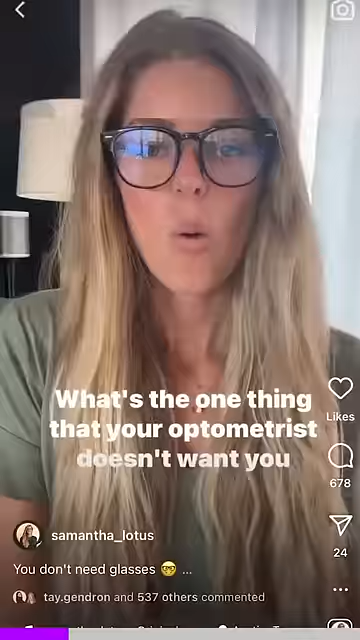 What's the one thing
that your optometrist
doesn't want you
Likes
678
samantha_lotus
24
You don't need glasses 🤓 ...
tay.gendron and 537 others commented